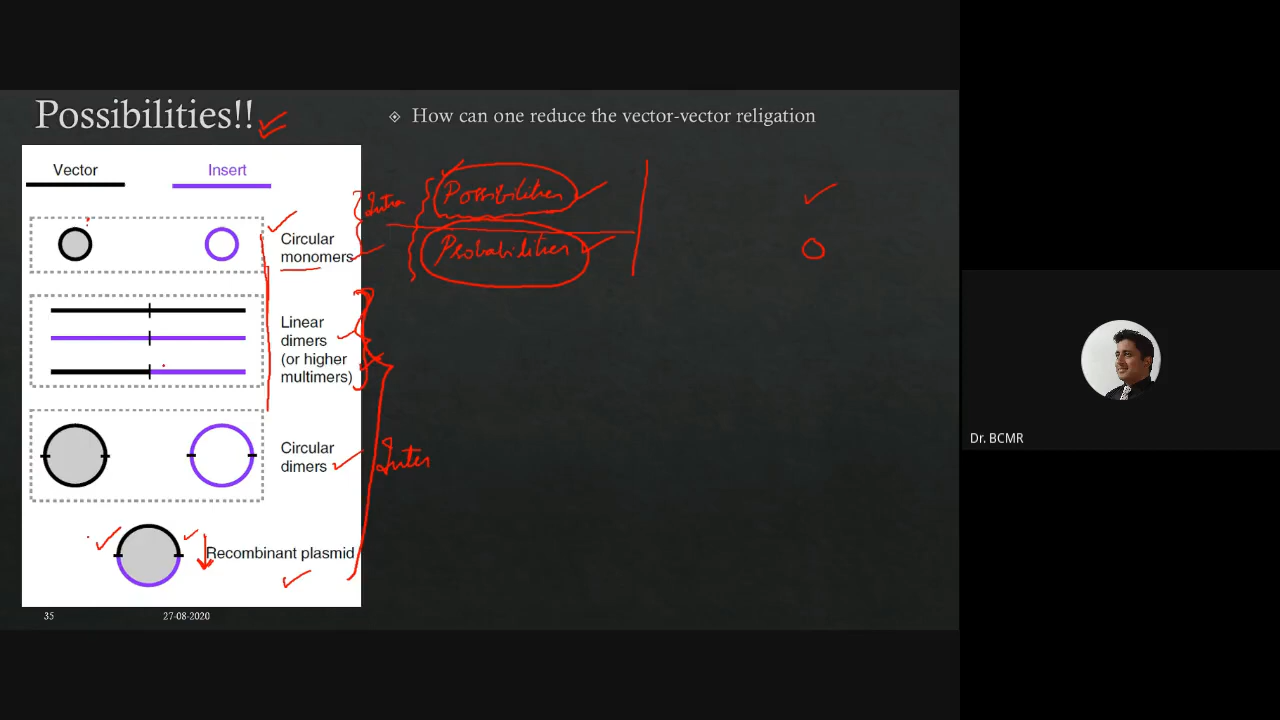 Possibilities!!
How can one reduce the vector-vector religation
Vector
Insert
Intra
Possibilities
Probabilities
Circular
monomers
Linear
dimers
(or higher
multimers)
Circular
dimers
Inter
Recombinant plasmid
35
27-08-2020
Dr. BCMR